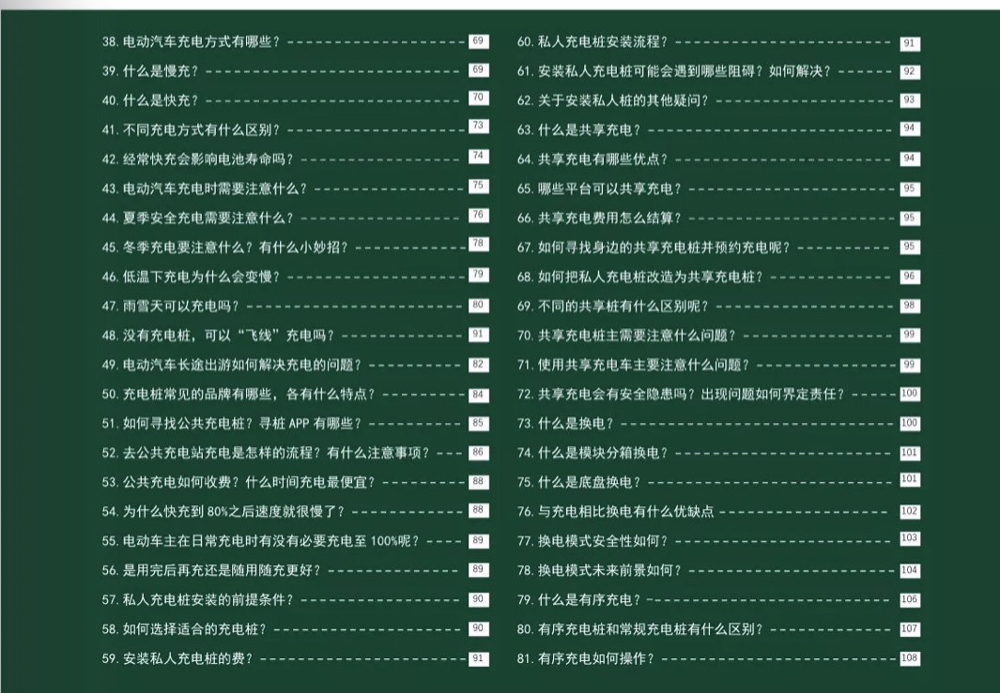 38. 电动汽车充电方式有哪些？ 69
39. 什么是慢充？ 69
40. 什么是快充？ 70
41. 不同充电方式有什么区别？ 73
42. 经常快充会影响电池寿命吗？ 74
43. 电动汽车充电时需要注意什么？ 75
44. 夏季安全充电需要注意什么？ 76
45. 冬季充电要注意什么？有什么小妙招？ 78
46. 低温下充电为什么会变慢？ 79
47. 雨雪天可以充电吗？ 80
48. 没有充电桩，可以“飞线”充电吗？ 91
49. 电动汽车长途出游如何解决充电的问题？ 82
50. 充电桩常见的品牌有哪些，各有什么特点？ 84
51. 如何寻找公共充电桩？寻桩 APP 有哪些？ 85
52. 去公共充电站充电是怎样的流程？有什么注意事项？ 86
53. 公共充电如何收费？什么时间充电最便宜？ 88
54. 为什么快充到 80%之后速度就很慢了？ 88
55. 电动车主在日常充电时有没有必要充电至 100%呢？ 89
56. 是用完后再充还是随用随充更好？ 89
57. 私人充电桩安装的前提条件？ 90
58. 如何选择适合的充电桩？ 90
59. 安装私人充电桩的费？ 91
60. 私人充电桩安装流程？ 91
61. 安装私人充电桩可能会遇到哪些阻碍？如何解决？ 92
62. 关于安装私人桩的其他疑问？ 93
63. 什么是共享充电？ 94
64. 共享充电有哪些优点？ 94
65. 哪些平台可以共享充电？ 95
66. 共享充电费用怎么结算？ 95
67. 如何寻找身边的共享充电桩并预约充电呢？ 95
68. 如何把私人充电桩改造为共享充电桩？ 96
69. 不同的共享桩有什么区别呢？ 98
70. 共享充电桩主需要注意什么问题？ 99
71. 使用共享充电车主要注意什么问题？ 99
72. 共享充电会有安全隐患吗？出现问题如何界定责任？ 100
73. 什么是换电？ 100
74. 什么是模块分箱换电？ 101
75. 什么是底盘换电？ 101
76. 与充电相比换电有什么优缺点 102
77. 换电模式安全性如何？ 103
78. 换电模式未来前景如何？ 104
79. 什么是有序充电？ 106
80. 有序充电桩和常规充电桩有什么区别？ 107
81. 有序充电如何操作？ 108